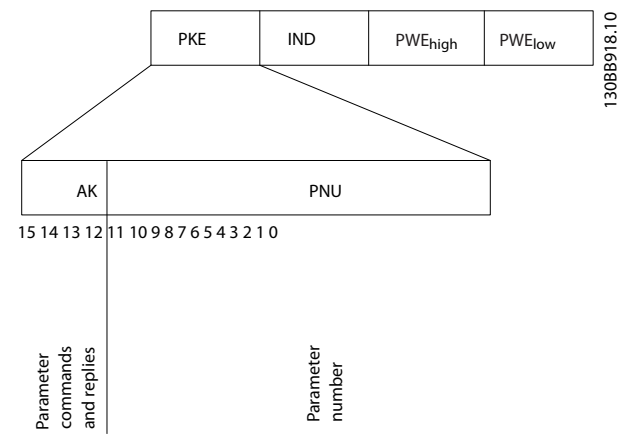 PKE IND PWEhigh PWElow
130BB918.10
AK PNU
15 14 13 12 11 10 9 8 7 6 5 4 3 2 1 0
Parameter
commands
and replies
Parameter
number